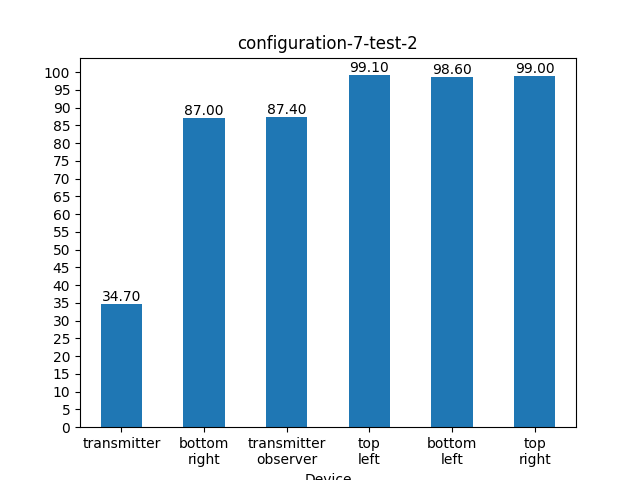 configuration-7-test-2
100
95
90
85
80
75
70
65
60
55
50
45
40
35
30
25
20
15
10
5
0
34.70
87.00
87.40
99.10
98.60
99.00
transmitter
bottom
right
transmitter
observer
top
left
bottom
left
top
right
Device